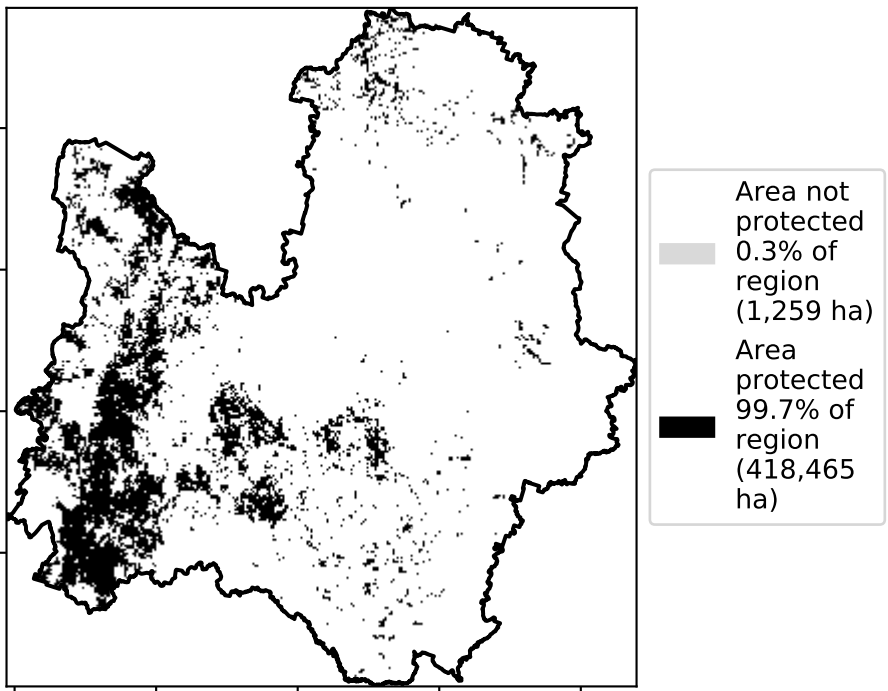 Area not
protected
0.3% of
region
(1,259 ha)
Area
protected
99.7% of
region
(418,465
ha)